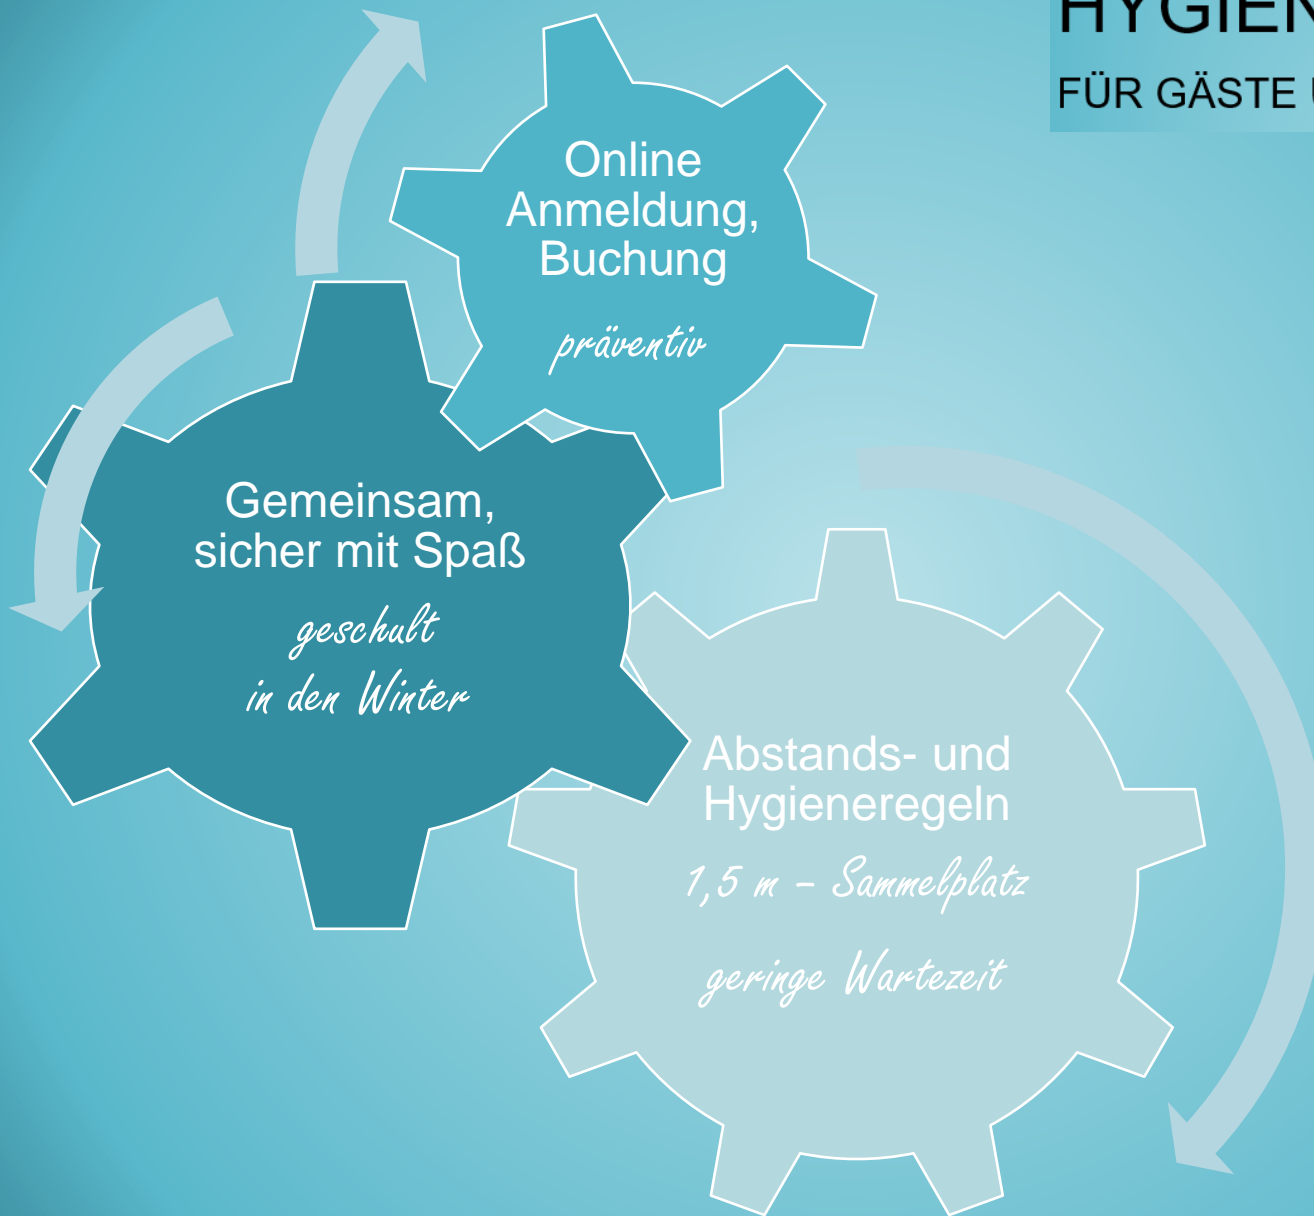 FÜR GÄSTE
Online
Anmeldung,
Buchung
präventiv
Gemeinsam,
sicher mit Spaß
geschult
in den Winter
Abstands- und
Hygieneregeln
1,5 m – Sammelplatz
geringe Wartezeit